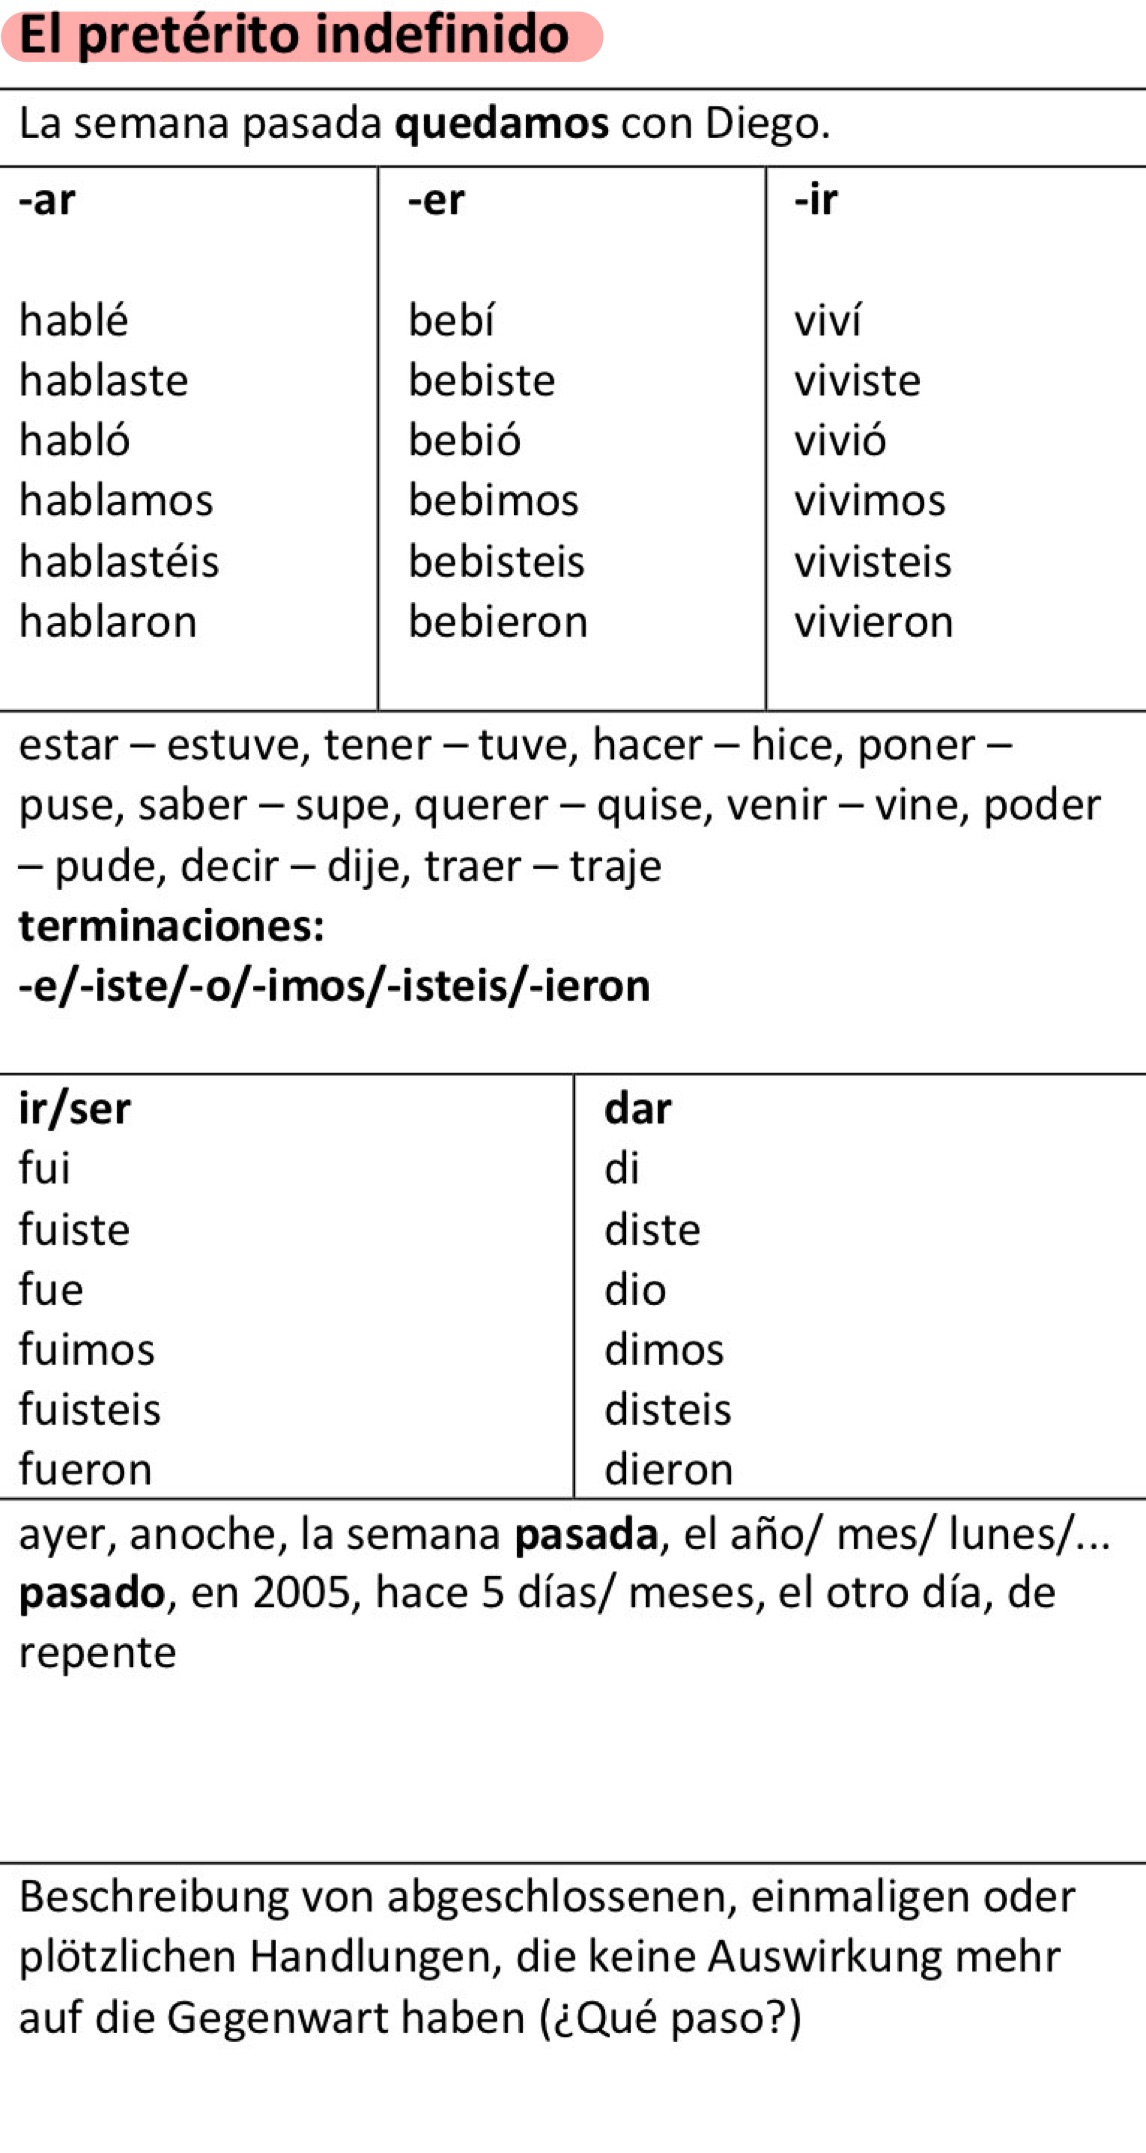 El pretérito indefinido
La semana pasada quedamos con Diego.
-ar
hablé
hablaste
habló
hablamos
hablastéis
hablaron
-er
bebí
bebiste
bebió
bebimos
bebisteis
bebieron
-ir
viví
viviste
vivió
vivimos
vivisteis
vivieron
estar – estuve, tener – tuve, hacer – hice, poner –
puse, saber – supe, querer – quise, venir – vine, poder
– pude, decir – dije, traer – traje
terminaciones:
-e/-iste/-o/-imos/-isteis/-ieron
ir/ser
fui
fuiste
fue
fuimos
fuisteis
fueron
dar
di
diste
dio
dimos
disteis
dieron
ayer, anoche, la semana pasada, el año/ mes/ lunes/...
pasado, en 2005, hace 5 días/ meses, el otro día, de
repente
Beschreibung von abgeschlossenen, einmaligen oder
plötzlichen Handlungen, die keine Auswirkung mehr
auf die Gegenwart haben (¿Qué paso?)